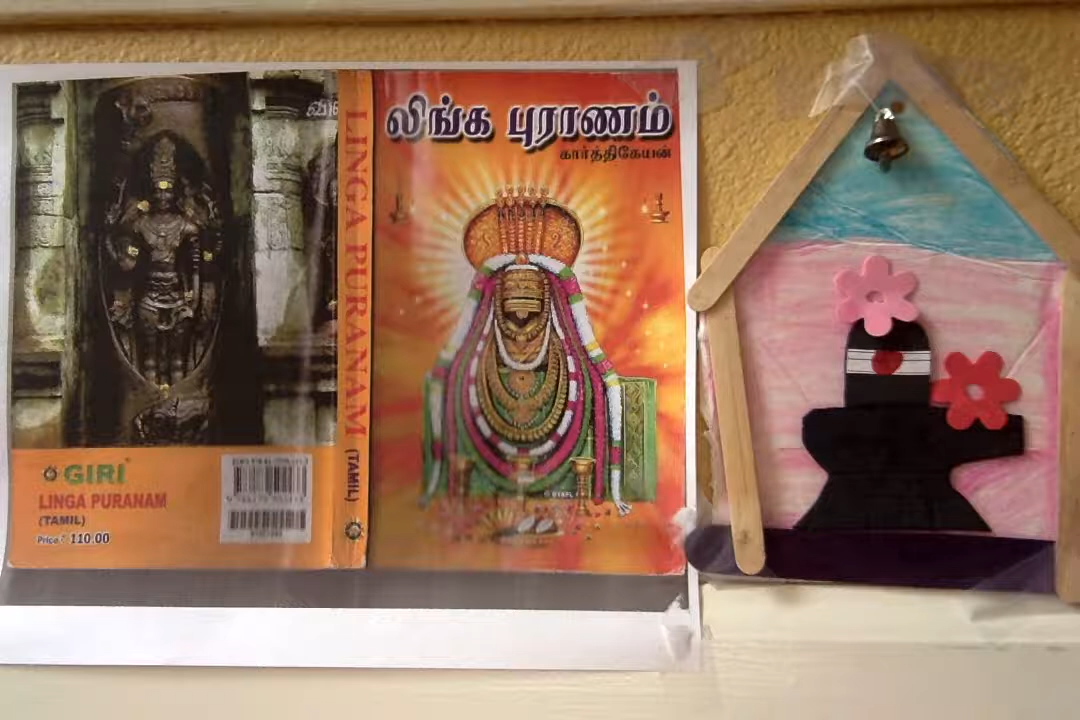 லிங்க புராணம்
கார்த்திகேயன்
LINGA PURANAM (TAMIL)
GIRI
LINGA PURANAM
(TAMIL)
Price ₹ 110.00